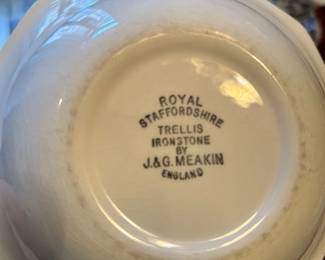 ROYAL
STAFFORDSHIRE
TRELLIS
IRONSTONE
BY
J.&G. MEAKIN
ENGLAND